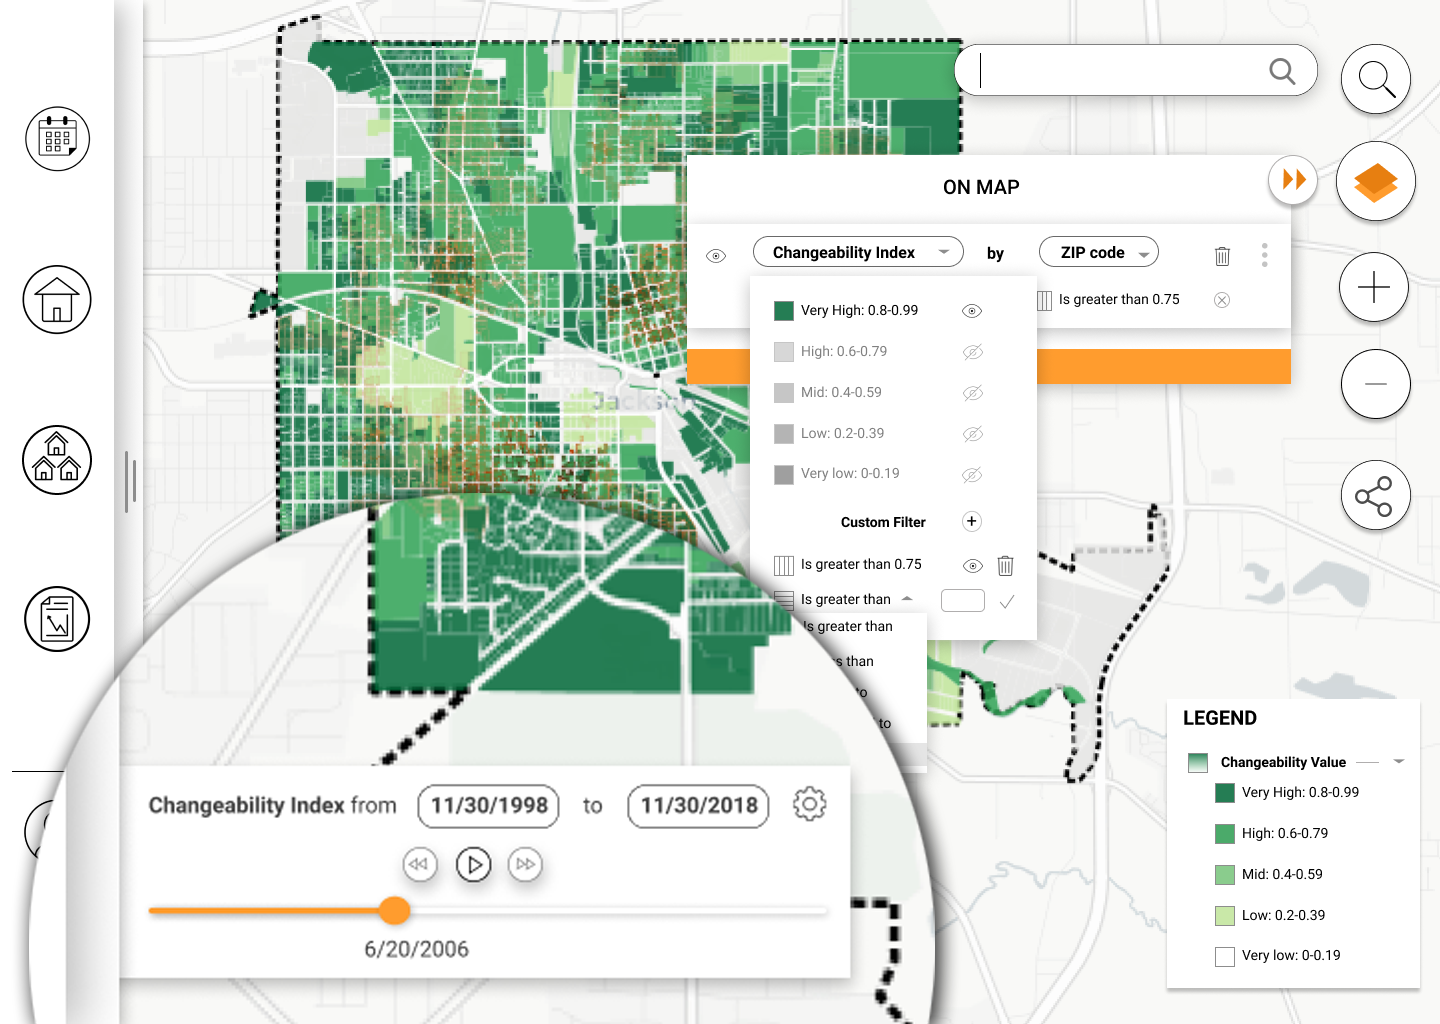 ON MAP
Changeability Index by ZIP code
Is greater than 0.75
Very High: 0.8-0.99
High: 0.6-0.79
Mid: 0.4-0.59
Low: 0.2-0.39
Very low: 0-0.19
Custom Filter
Is greater than 0.75
Is greater than
Is greater than
than
to
to
Changeability Index from 11/30/1998 to 11/30/2018
6/20/2006
LEGEND
Changeability Value
Very High: 0.8-0.99
High: 0.6-0.79
Mid: 0.4-0.59
Low: 0.2-0.39
Very low: 0-0.19